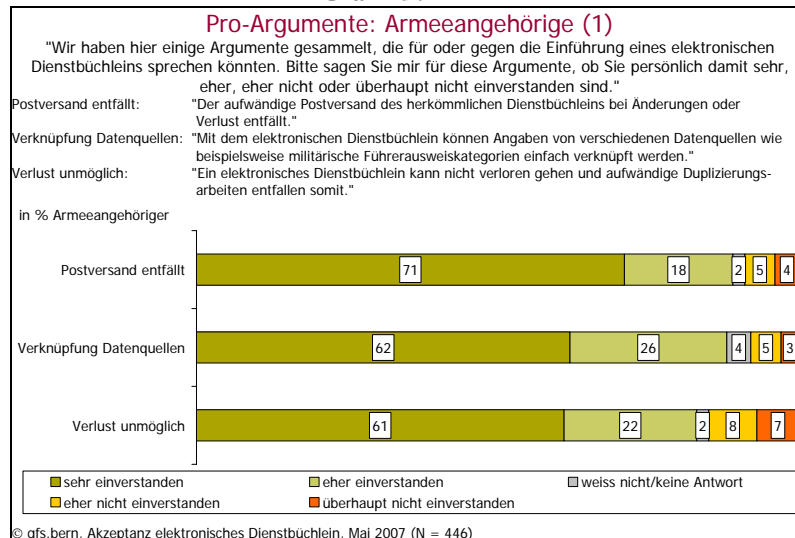 Pro-Argumente: Armeeangehörige (1)
"Wir haben hier einige Argumente gesammelt, die für oder gegen die Einführung eines elektronischen
Dienstbüchleins sprechen könnten. Bitte sagen Sie mir für diese Argumente, ob Sie persönlich damit sehr,
eher, eher nicht oder überhaupt nicht einverstanden sind."
Postversand entfällt: "Der aufwändige Postversand des herkömmlichen Dienstbüchleins bei Änderungen oder
Verlust entfällt."
Verknüpfung Datenquellen: "Mit dem elektronischen Dienstbüchlein können Angaben von verschiedenen Datenquellen wie
beispielsweise militärische Führerausweiskategorien einfach verknüpft werden."
Verlust unmöglich: "Ein elektronisches Dienstbüchlein kann nicht verloren gehen und aufwändige Duplizierungs-
arbeiten entfallen somit."
in % Armeeangehöriger
Postversand entfällt 71 18 2 5 4
Verknüpfung Datenquellen 62 26 4 5 3
Verlust unmöglich 61 22 2 8 7
sehr einverstanden eher einverstanden weiss nicht/keine Antwort
eher nicht einverstanden überhaupt nicht einverstanden
© gfs.bern, Akzeptanz elektronisches Dienstbüchlein, Mai 2007 (N = 446)